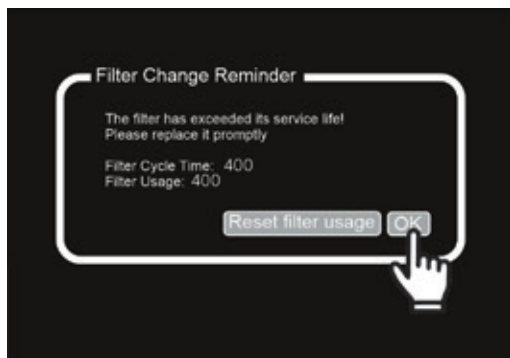 Filter Change Reminder
The filter has exceeded its service life!
Please replace it promptly
Filter Cycle Time: 400
Filter Usage: 400
Reset filter usage OK